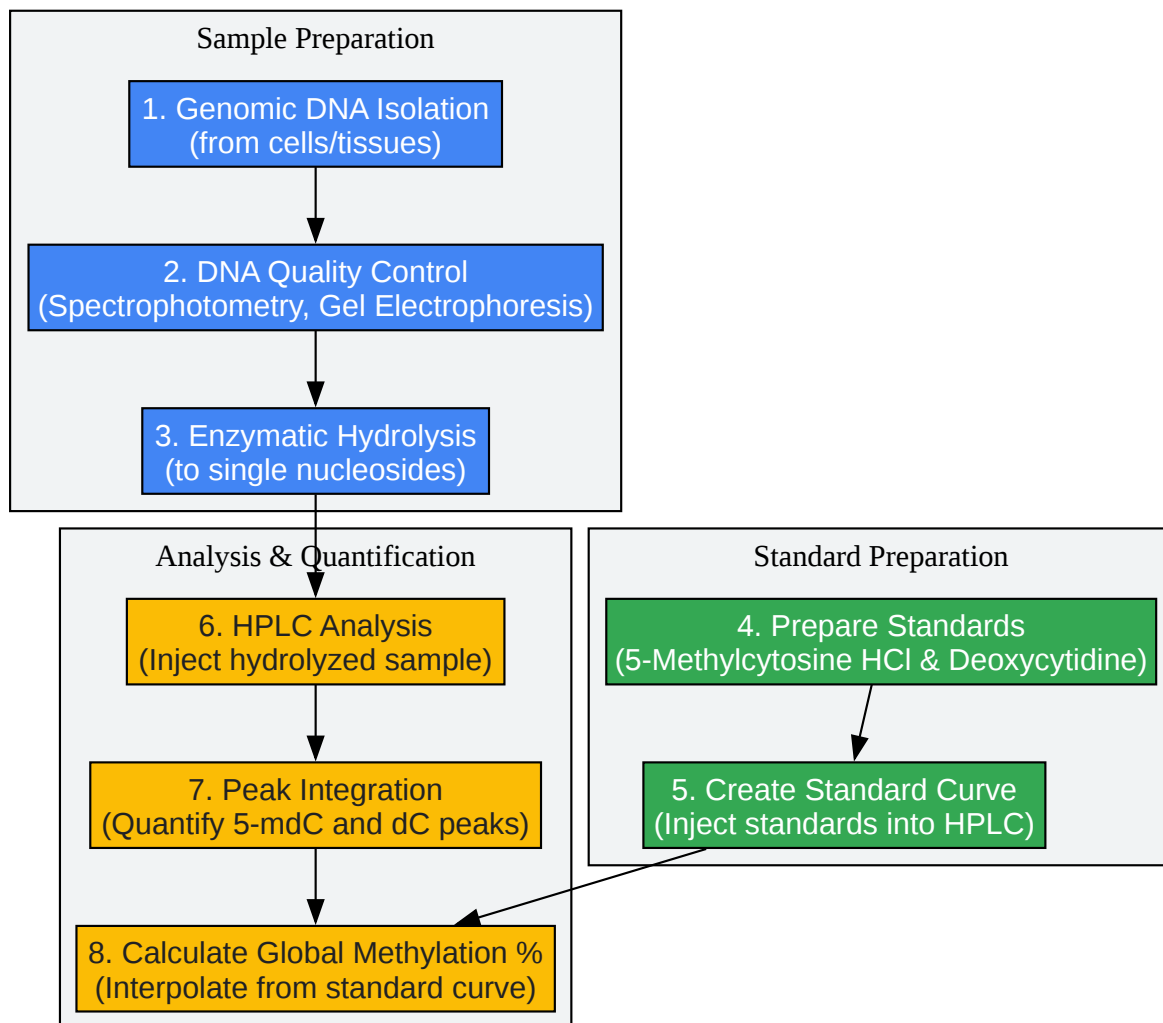 Sample Preparation
1. Genomic DNA Isolation
(from cells/tissues)
2. DNA Quality Control
(Spectrophotometry, Gel Electrophoresis)
3. Enzymatic Hydrolysis
(to single nucleosides)
Analysis & Quantification
6. HPLC Analysis
(Inject hydrolyzed sample)
7. Peak Integration
(Quantify 5-mdC and dC peaks)
8. Calculate Global Methylation %
(Interpolate from standard curve)
Standard Preparation
4. Prepare Standards
(5-Methylcytosine HCl & Deoxycytidine)
5. Create Standard Curve
(Inject standards into HPLC)